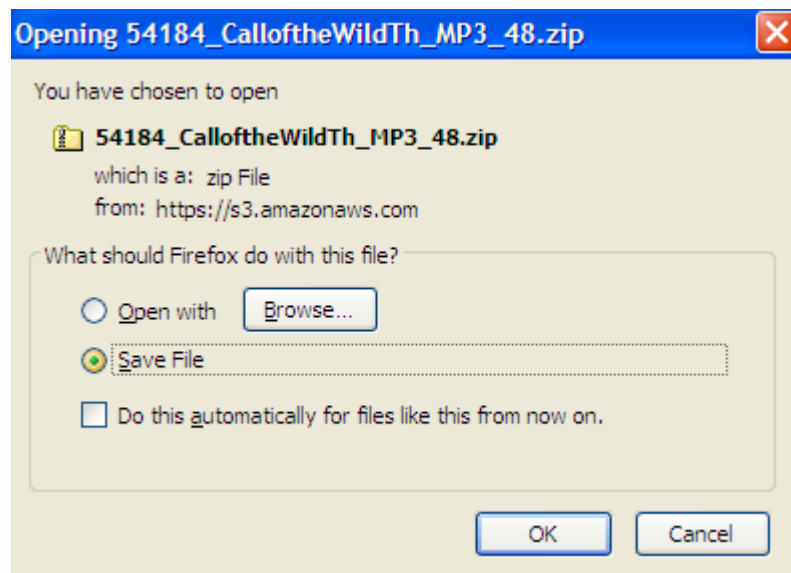 Opening 54184_CalloftheWildTh_MP3_48.zip
You have chosen to open
54184_CalloftheWildTh_MP3_48.zip
which is a: zip File
from: https://s3.amazonaws.com
What should Firefox do with this file?
Open with Browse...
Save File
Do this automatically for files like this from now on.
OK Cancel